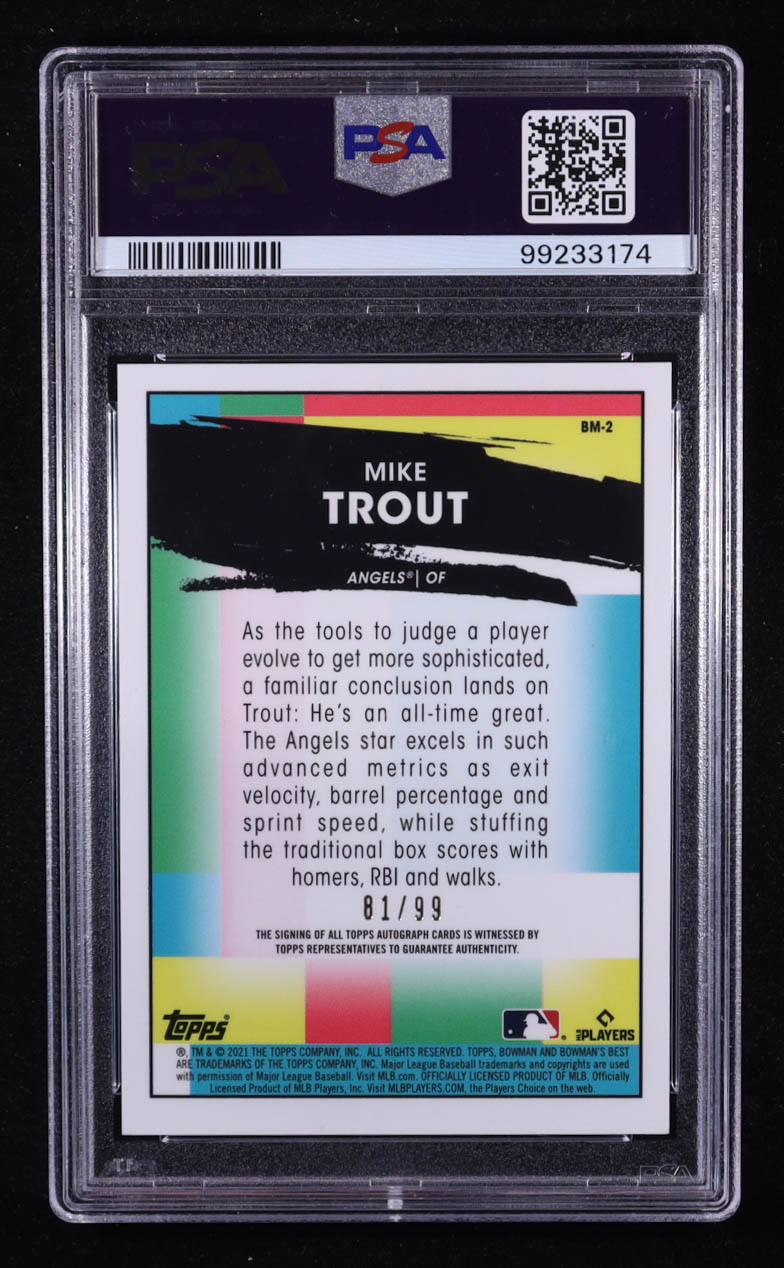 PSA
PSA
99233174
BM-2
MIKE
TROUT
ANGELS® | OF
As the tools to judge a player
evolve to get more sophisticated,
a familiar conclusion lands on
Trout: He's an all-time great.
The Angels star excels in such
advanced metrics as exit
velocity, barrel percentage and
sprint speed, while stuffing
the traditional box scores with
homers, RBI and walks.
81/99
THE SIGNING OF ALL TOPPS AUTOGRAPH CARDS IS WITNESSED BY
TOPPS REPRESENTATIVES TO GUARANTEE AUTHENTICITY.
Topps®
MLB PLAYERS
®, TM & © 2021 THE TOPPS COMPANY, INC. ALL RIGHTS RESERVED. TOPPS, BOWMAN AND BOWMAN'S BEST
ARE TRADEMARKS OF THE TOPPS COMPANY, INC. Major League Baseball trademarks and copyrights are used
with permission of Major League Baseball. Visit MLB.com. OFFICIALLY LICENSED PRODUCT OF MLB. Officially
Licensed Product of MLB Players, Inc. Visit MLBPLAYERS.COM, the Players Choice on the web.
PSA